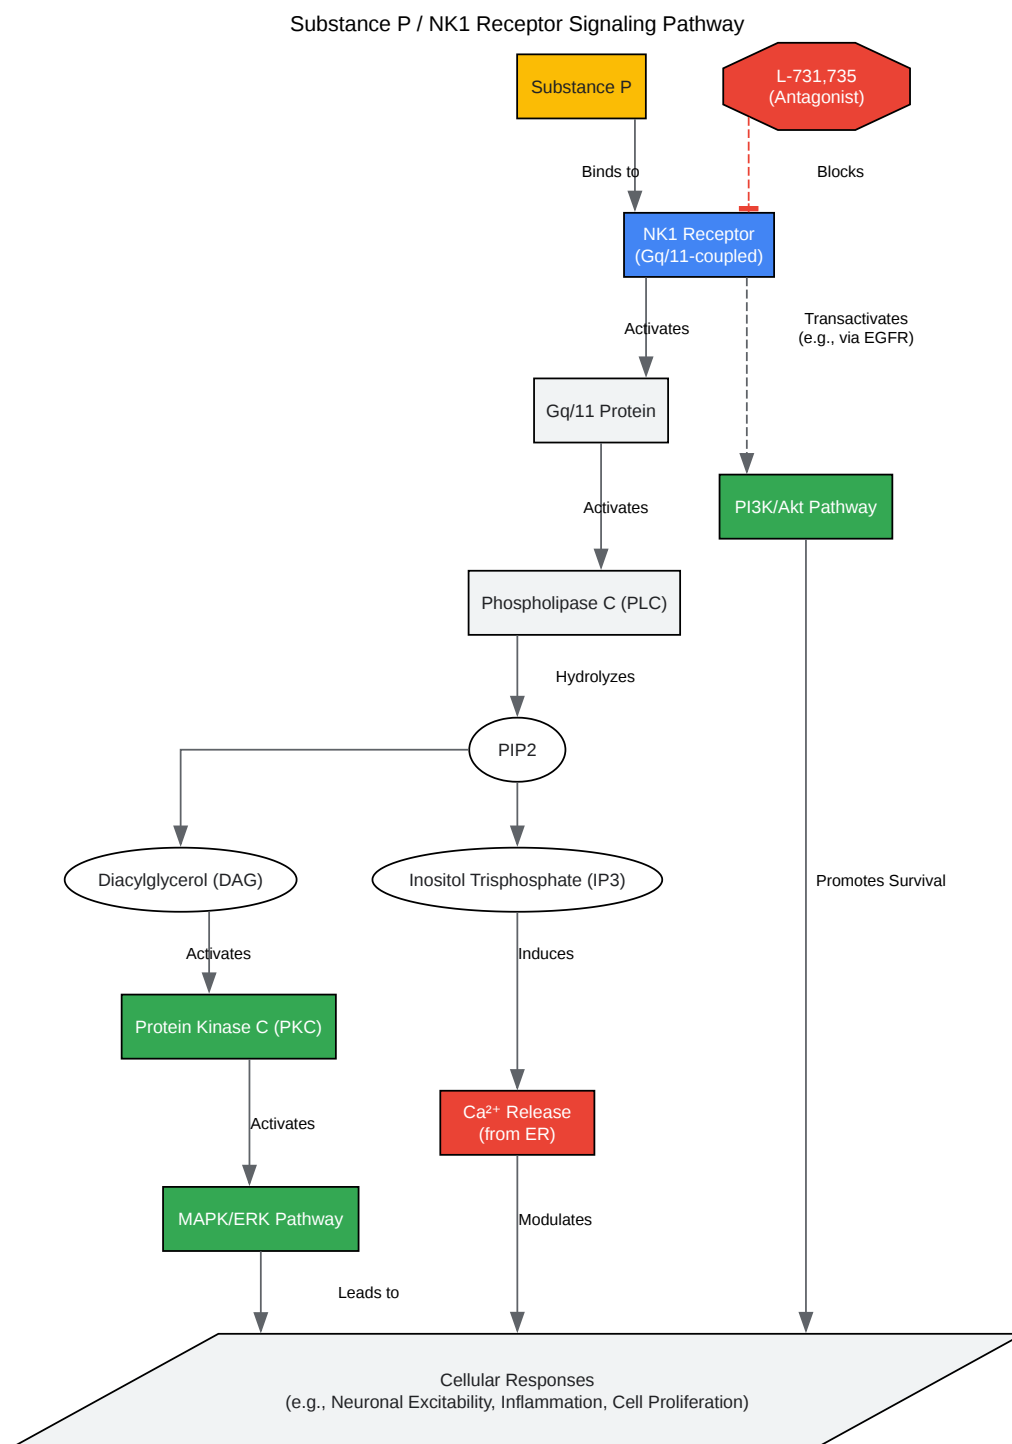 Substance P / NK1 Receptor Signaling Pathway
Substance P
L-731,735
(Antagonist)
Binds to
Blocks
NK1 Receptor
(Gq/11-coupled)
Activates
Transactivates
(e.g., via EGFR)
Gq/11 Protein
Activates
PI3K/Akt Pathway
Phospholipase C (PLC)
Hydrolyzes
PIP2
Diacylglycerol (DAG)
Inositol Trisphosphate (IP3)
Promotes Survival
Activates
Induces
Protein Kinase C (PKC)
Ca²⁺ Release
(from ER)
Activates
MAPK/ERK Pathway
Modulates
Leads to
Cellular Responses
(e.g., Neuronal Excitability, Inflammation, Cell Proliferation)